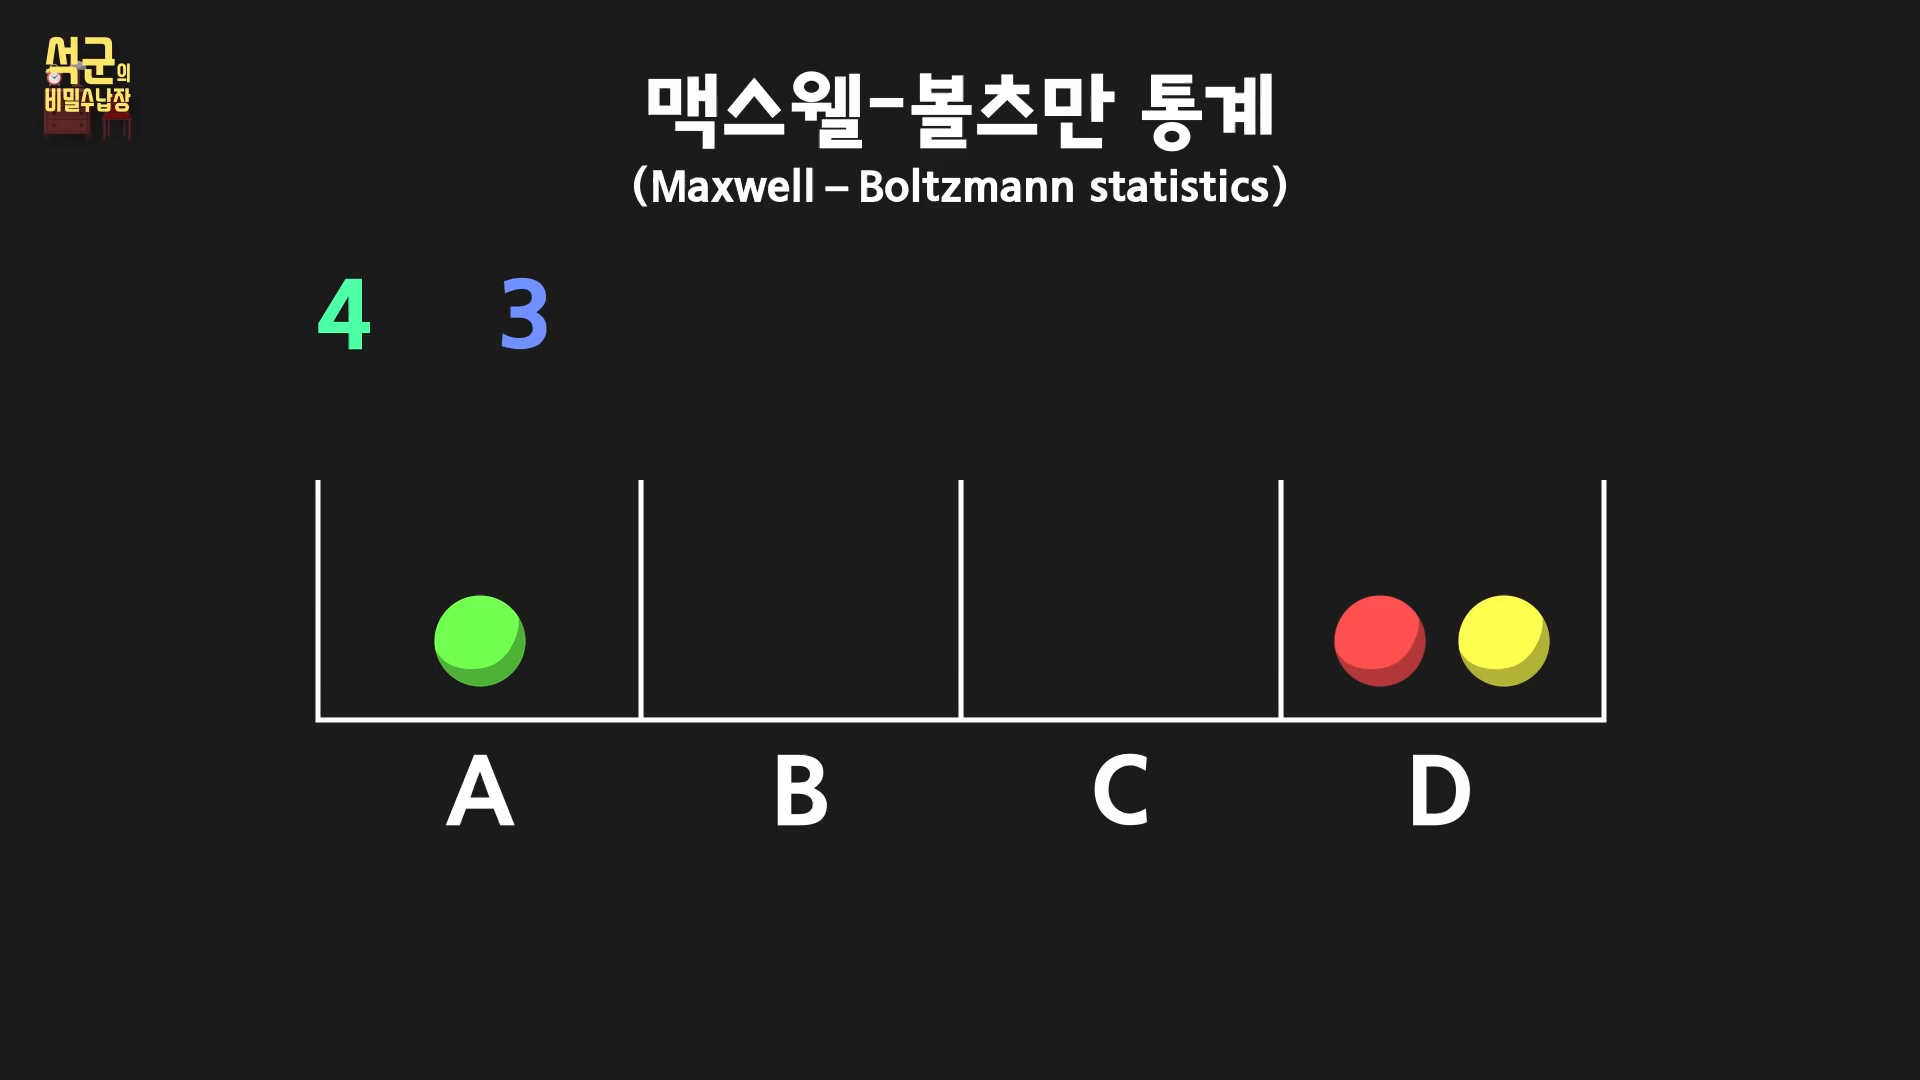 석군의
비밀수납장
맥스웰-볼츠만 통계
(Maxwell – Boltzmann statistics)
4 3
A B C D